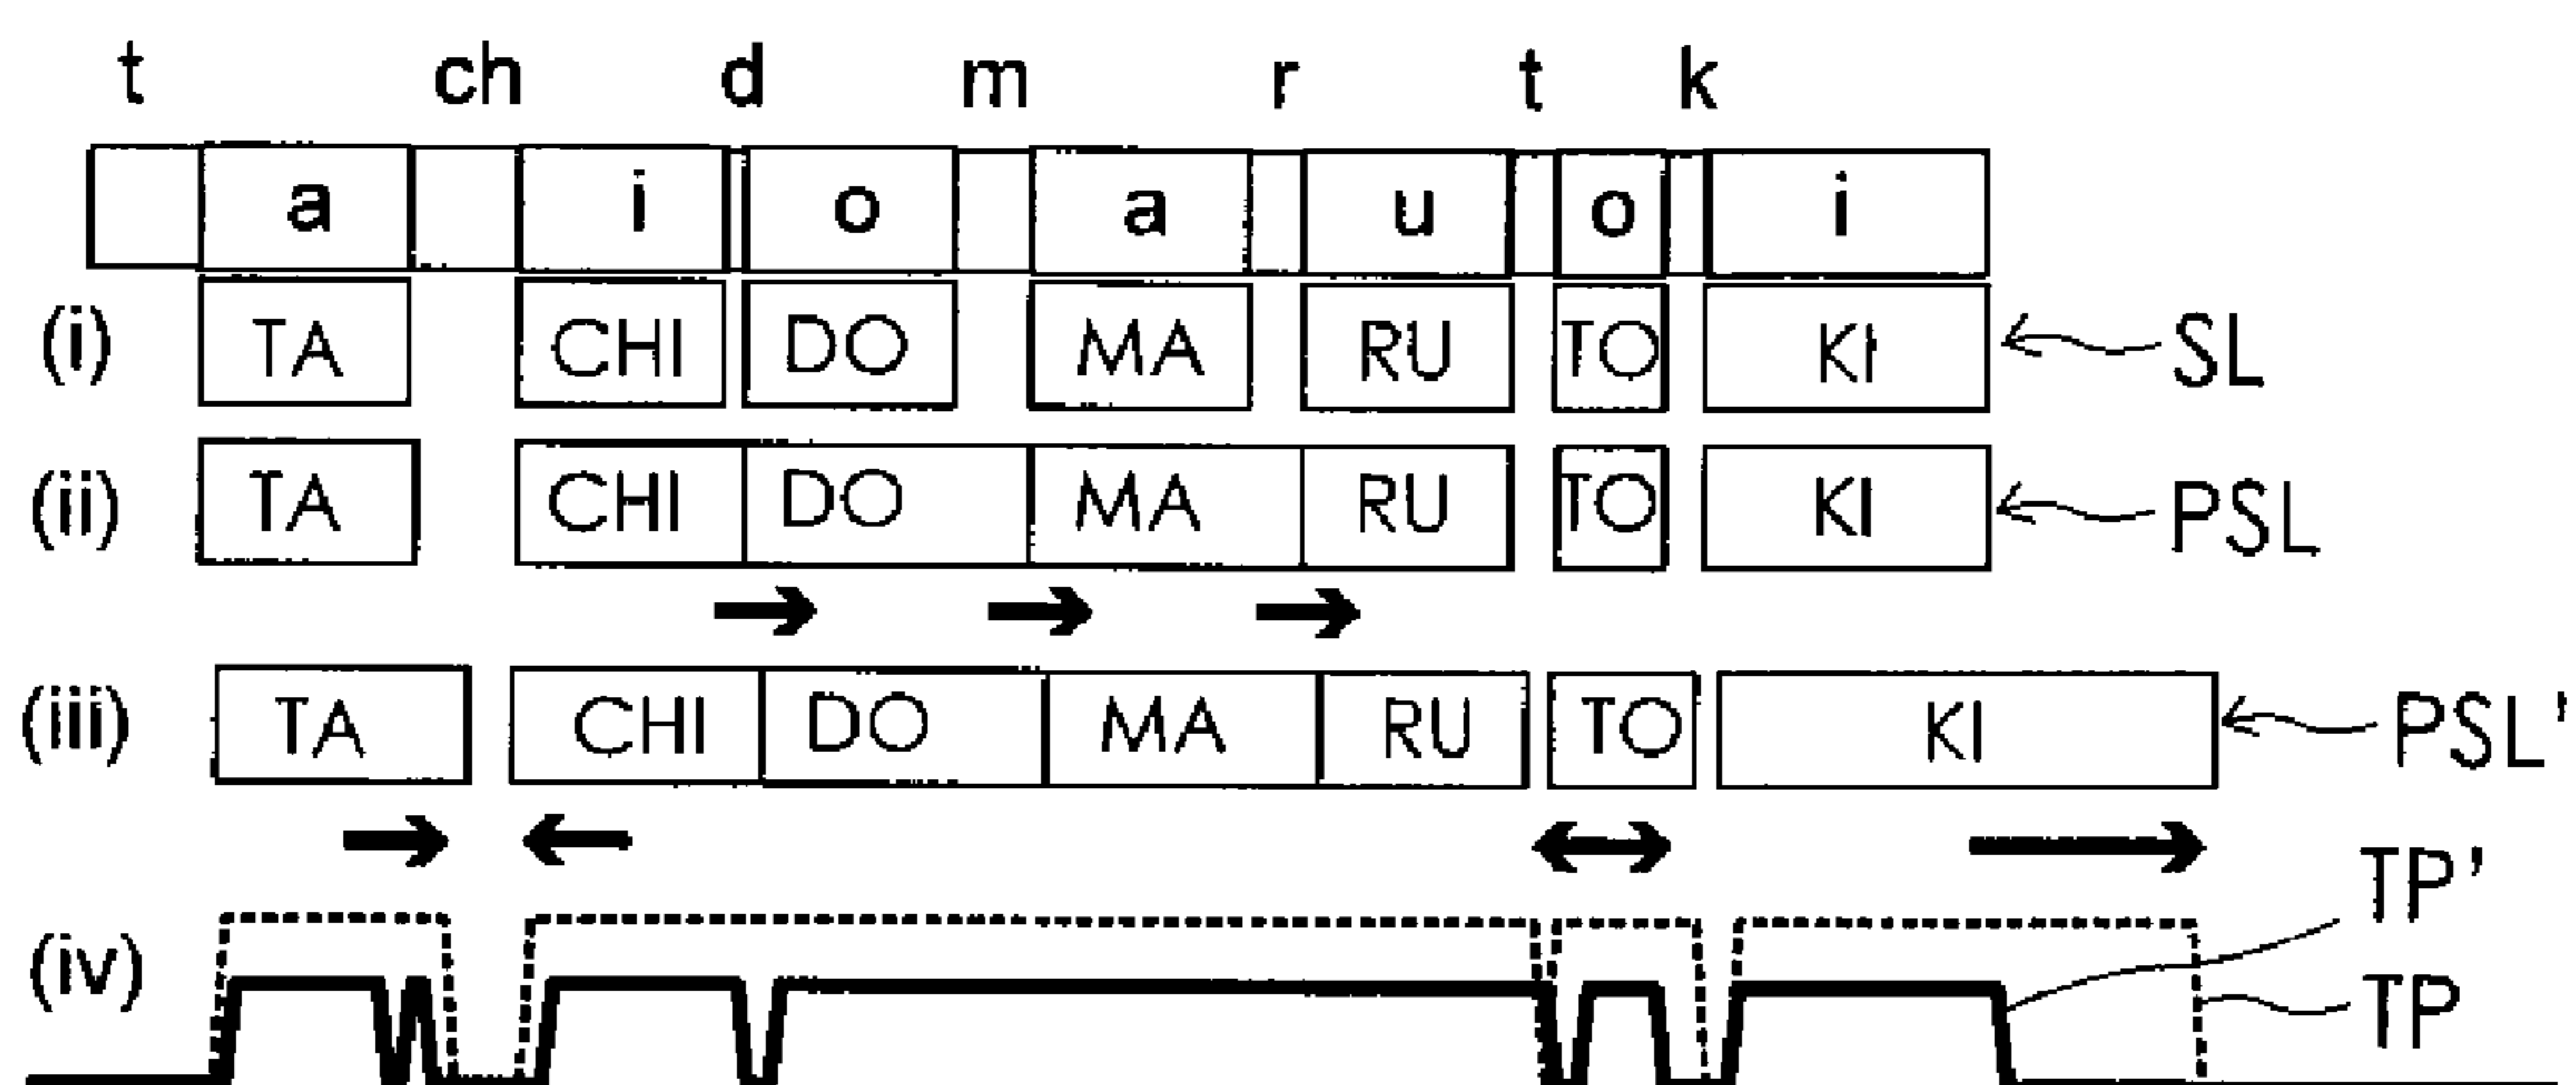 t ch d m r t k
a i o a u o i
(i) TA CHI DO MA RU TO KI SL
(ii) TA CHI DO MA RU TO KI PSL
(iii) TA CHI DO MA RU TO KI PSL'
TP'
(iv) TP